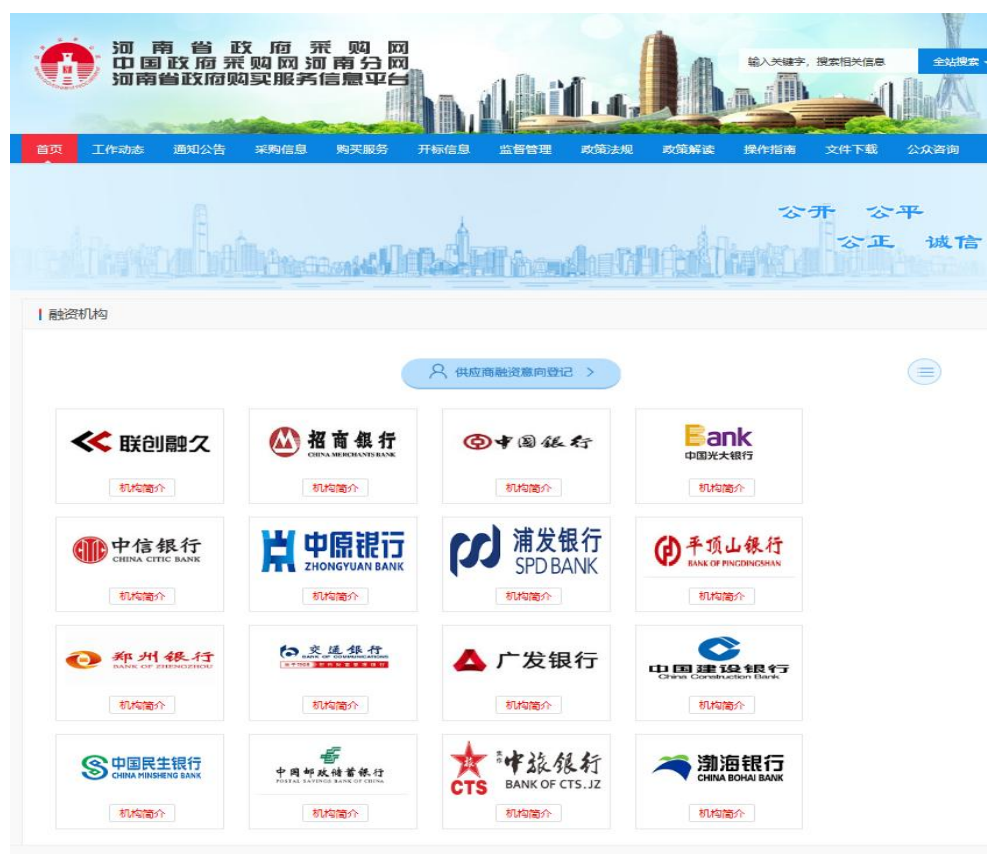 河南省政府采购网
中国政府采购网河南分网
河南省政府购买服务信息平台
输入关键字,搜索相关信息 全站搜索
首页 工作动态 通知公告 采购信息 购买服务 开标信息 监督管理 政策法规 政策解读 操作指南 文件下载 公众咨询
公开 公平
公正 诚信
融资机构
供应商融资意向登记 >
联创融久 招商银行 中国银行 Bank
CHINA MERCHANTS BANK 中国光大银行
机构简介 机构简介 机构简介 机构简介
中信银行 中原银行 浦发银行 平顶山银行
CHINA CITIC BANK ZHONGYUAN BANK SPD BANK BANK OF PINGDINGSHAN
机构简介 机构简介 机构简介 机构简介
郑州银行 交通银行 广发银行 中国建设银行
BANK OF ZHENGZHOU BANK OF COMMUNICATIONS China Construction Bank
机构简介 机构简介 机构简介 机构简介
中国民生银行 中国邮政储蓄银行 旅 CTS 焦作中旅银行 渤海银行
CHINA MINSHENG BANK POSTAL SAVINGS BANK OF CHINA BANK OF CTS.JZ CHINA BOHAI BANK
机构简介 机构简介 机构简介 机构简介